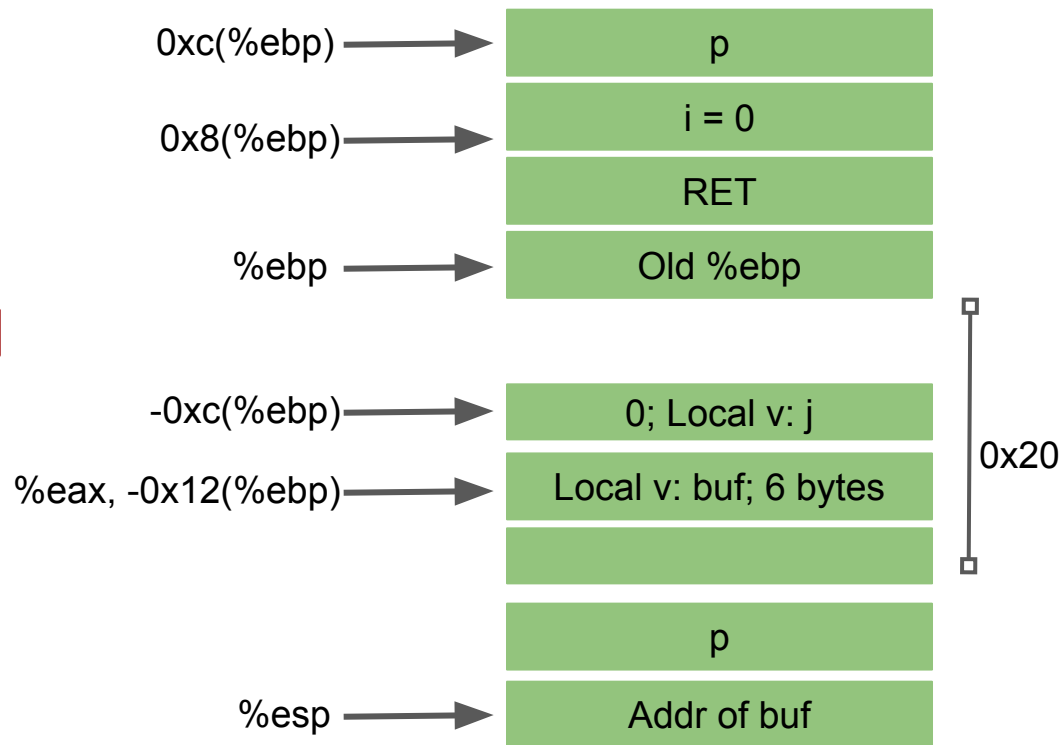 0xc(%ebp)
p
0x8(%ebp)
i = 0
RET
%ebp
Old %ebp
-0xc(%ebp)
0; Local v: j
0x20
%eax, -0x12(%ebp)
Local v: buf; 6 bytes
p
%esp
Addr of buf